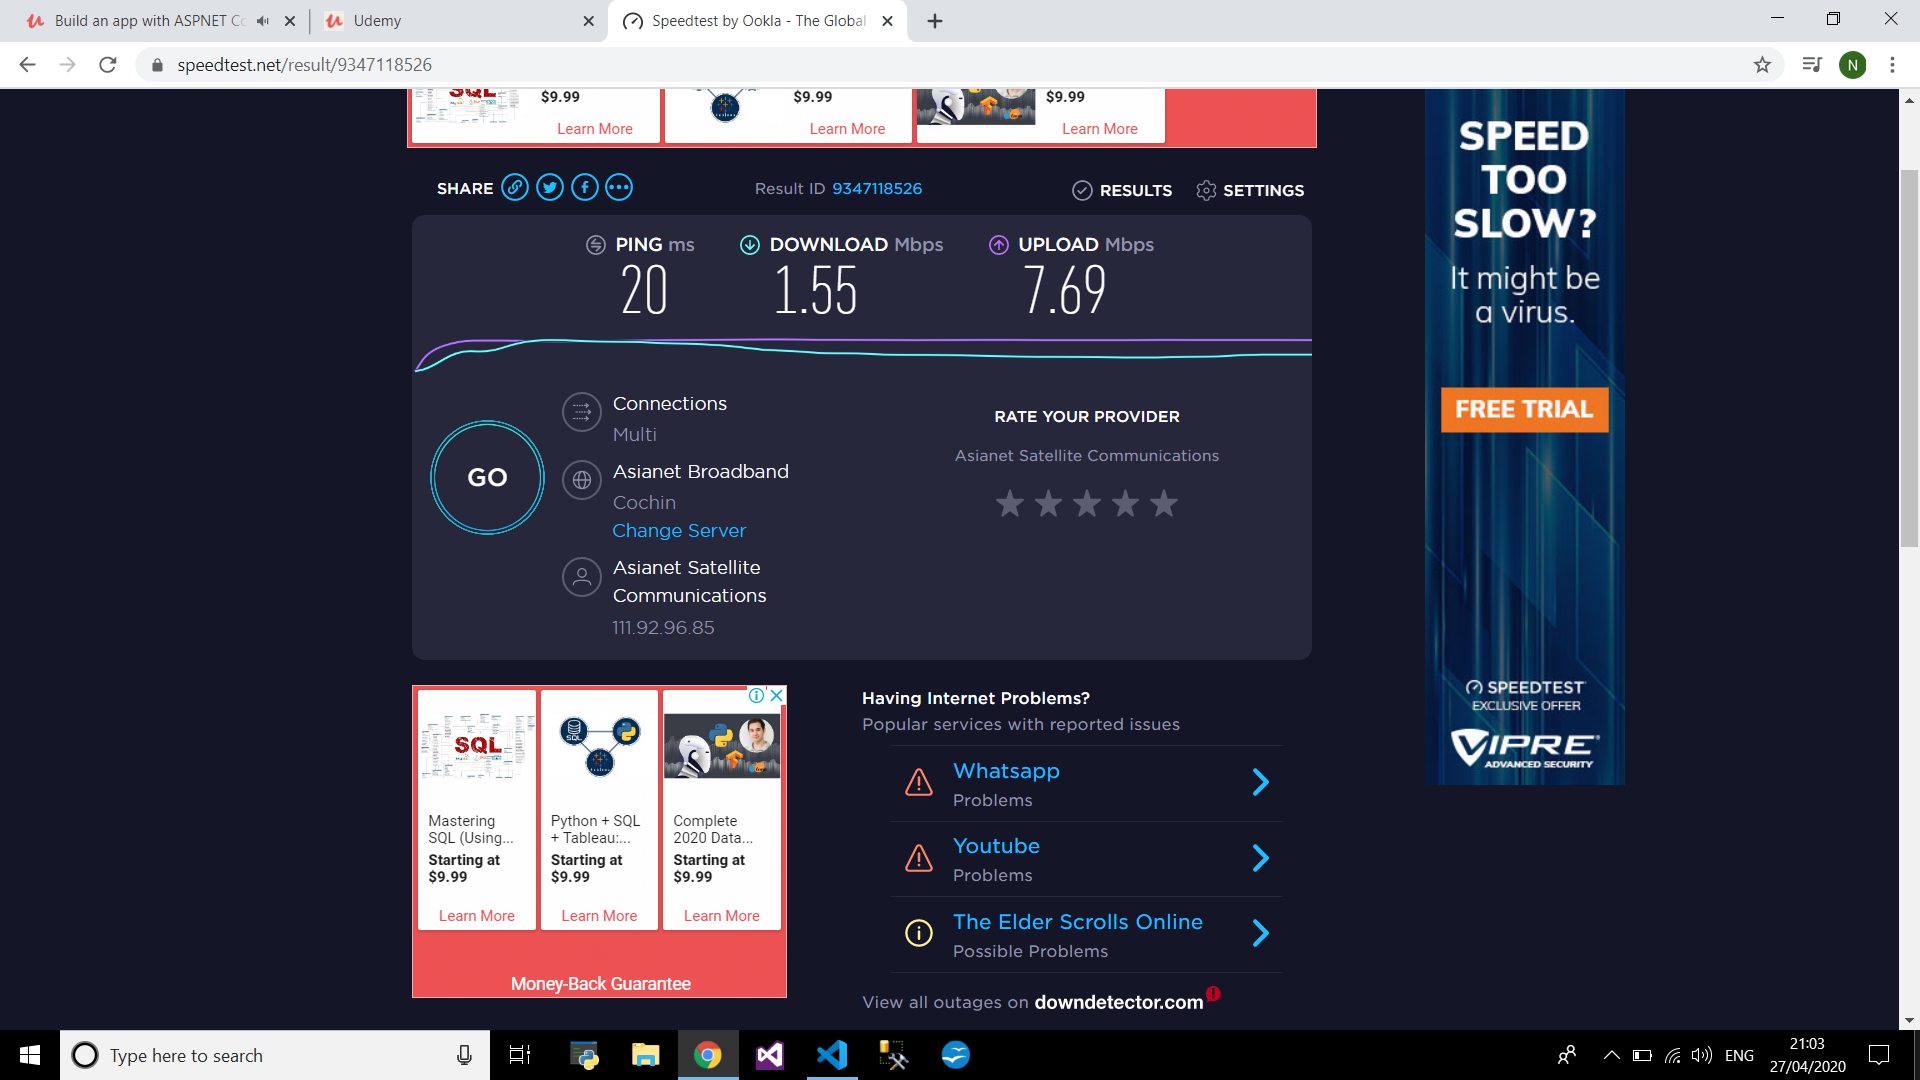 Build an app with ASPNET Co
Udemy
Speedtest by Ookla - The Global
speedtest.net/result/9347118526
N
SQL
$9.99
$9.99
$9.99
Learn More
Learn More
Learn More
SHARE
Result ID 9347118526
RESULTS
SETTINGS
PING ms
DOWNLOAD Mbps
UPLOAD Mbps
20
1.55
7.69
GO
Connections
Multi
Asianet Broadband
Cochin
Change Server
Asianet Satellite
Communications
111.92.96.85
RATE YOUR PROVIDER
Asianet Satellite Communications
SPEED
TOO
SLOW?
It might be
a virus.
FREE TRIAL
SPEEDTEST
EXCLUSIVE OFFER
VIPRE
ADVANCED SECURITY
SQL
SQL
Mastering
SQL (Using...
Starting at
$9.99
Learn More
Python + SQL
+ Tableau:...
Starting at
$9.99
Learn More
Complete
2020 Data...
Starting at
$9.99
Learn More
Money-Back Guarantee
Having Internet Problems?
Popular services with reported issues
Whatsapp
Problems
Youtube
Problems
The Elder Scrolls Online
Possible Problems
View all outages on downdetector.com
Type here to search
ENG
21:03
27/04/2020